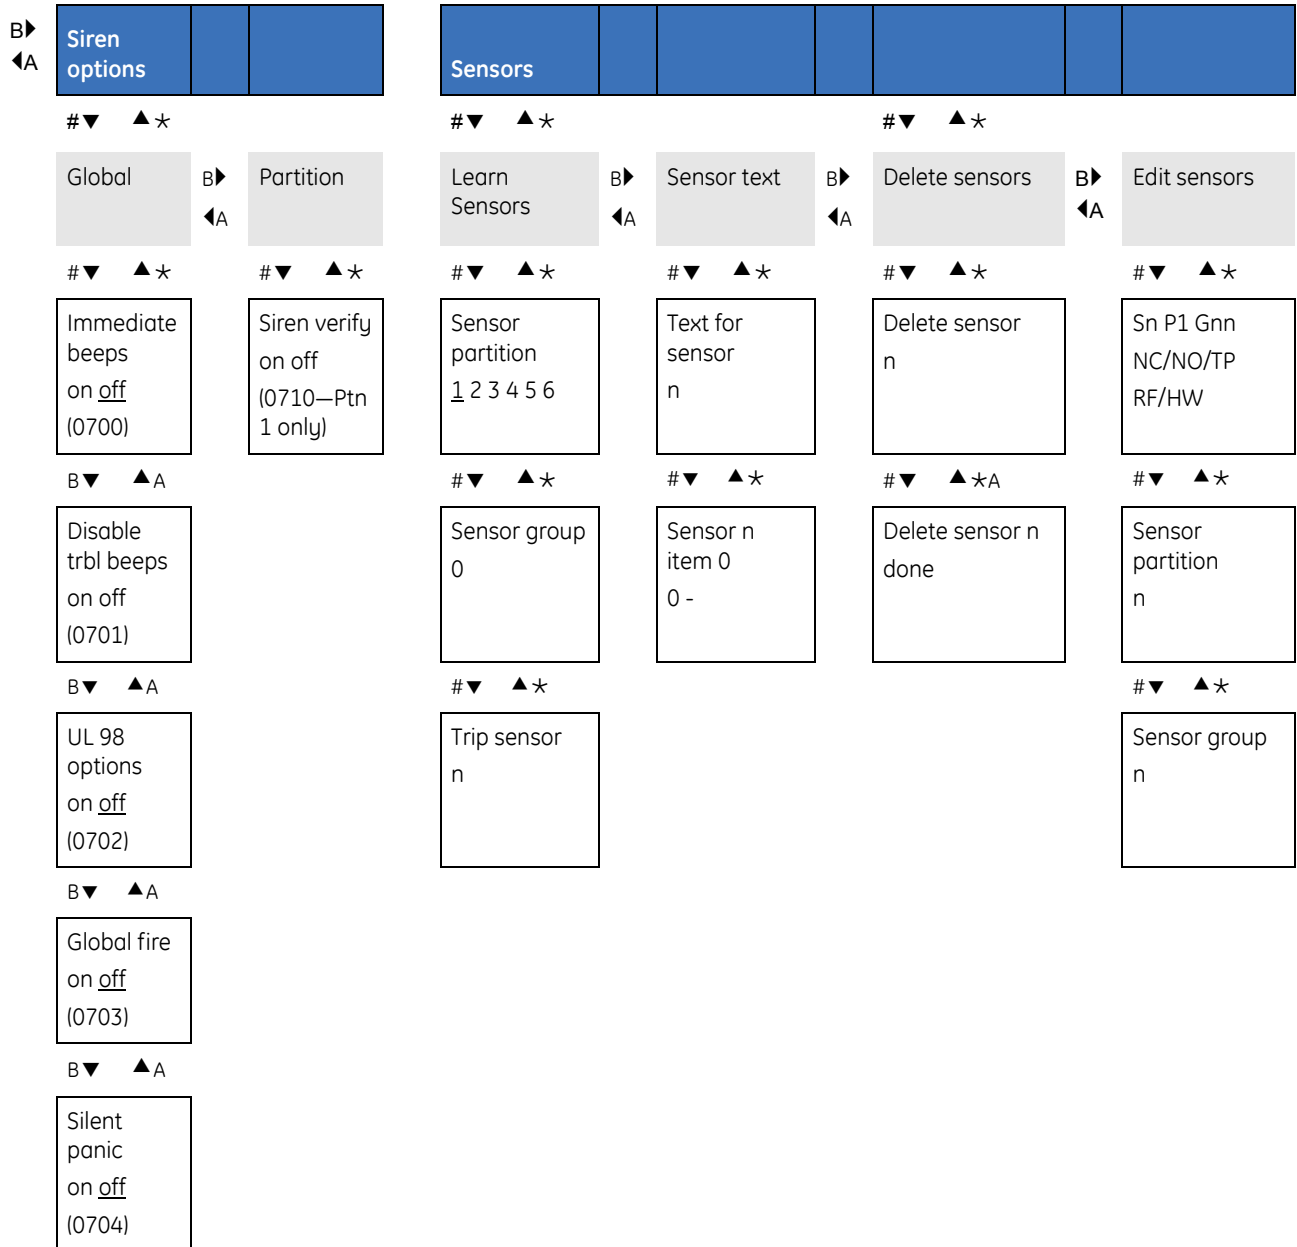 B▶
◀A
Siren
options
Sensors
#▼ ▲*
#▼ ▲*
#▼ ▲*
Global
B▶
◀A
Partition
Learn
Sensors
B▶
◀A
Sensor text
B▶
◀A
Delete sensors
B▶
◀A
Edit sensors
#▼ ▲*
#▼ ▲*
#▼ ▲*
#▼ ▲*
#▼ ▲*
#▼ ▲*
Immediate
beeps
on off
(0700)
Siren verify
on off
(0710—Ptn
1 only)
Sensor
partition
1 2 3 4 5 6
Text for
sensor
n
Delete sensor
n
Sn P1 Gnn
NC/NO/TP
RF/HW
B▼ ▲A
#▼ ▲*
#▼ ▲*
#▼ ▲*A
#▼ ▲*
Disable
trbl beeps
on off
(0701)
Sensor group
0
Sensor n
item 0
0 -
Delete sensor n
done
Sensor
partition
n
B▼ ▲A
#▼ ▲*
#▼ ▲*
UL 98
options
on off
(0702)
Trip sensor
n
Sensor group
n
B▼ ▲A
Global fire
on off
(0703)
B▼ ▲A
Silent
panic
on off
(0704)